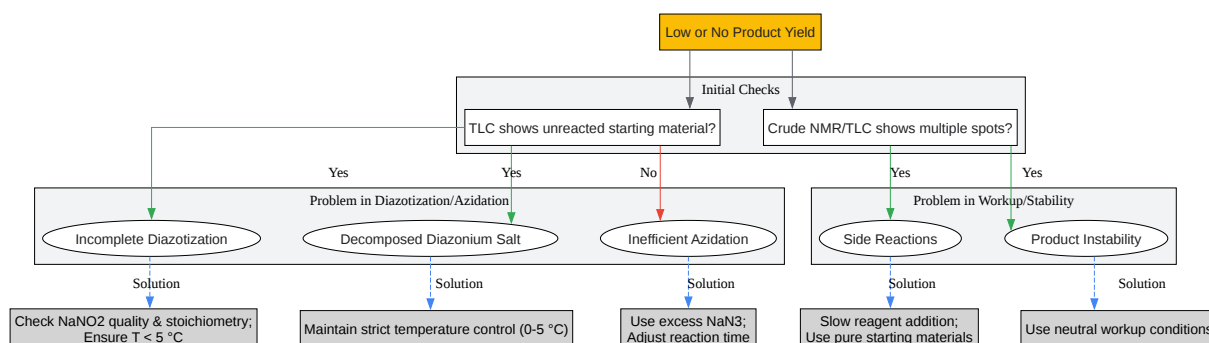 Low or No Product Yield
Initial Checks
TLC shows unreacted starting material?
Crude NMR/TLC shows multiple spots?
Yes
Yes
No
Yes
Yes
Problem in Diazotization/Azidation
Problem in Workup/Stability
Incomplete Diazotization
Decomposed Diazonium Salt
Inefficient Azidation
Side Reactions
Product Instability
Solution
Solution
Solution
Solution
Solution
Check NaNO2 quality & stoichiometry;
Ensure T < 5 °C
Maintain strict temperature control (0-5 °C)
Use excess NaN3;
Adjust reaction time
Slow reagent addition;
Use pure starting materials
Use neutral workup conditions